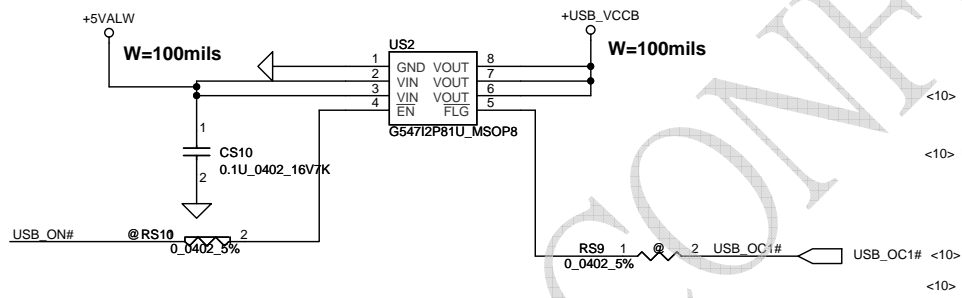 +5VALW
+USB_VCCB
W=100mils
US2
W=100mils
1 GND VOUT 8
2 VIN VOUT 7
3 VIN VOUT 6
4 EN FLG 5
G547I2P81U_MSOP8
<10>
1
CS10
0.1U_0402_16V7K
2
<10>
USB_ON# @ RS10 1 2
0_0402_5%
RS9 1 @ 2 USB_OC1# USB_OC1# <10>
0_0402_5%
<10>
CONF